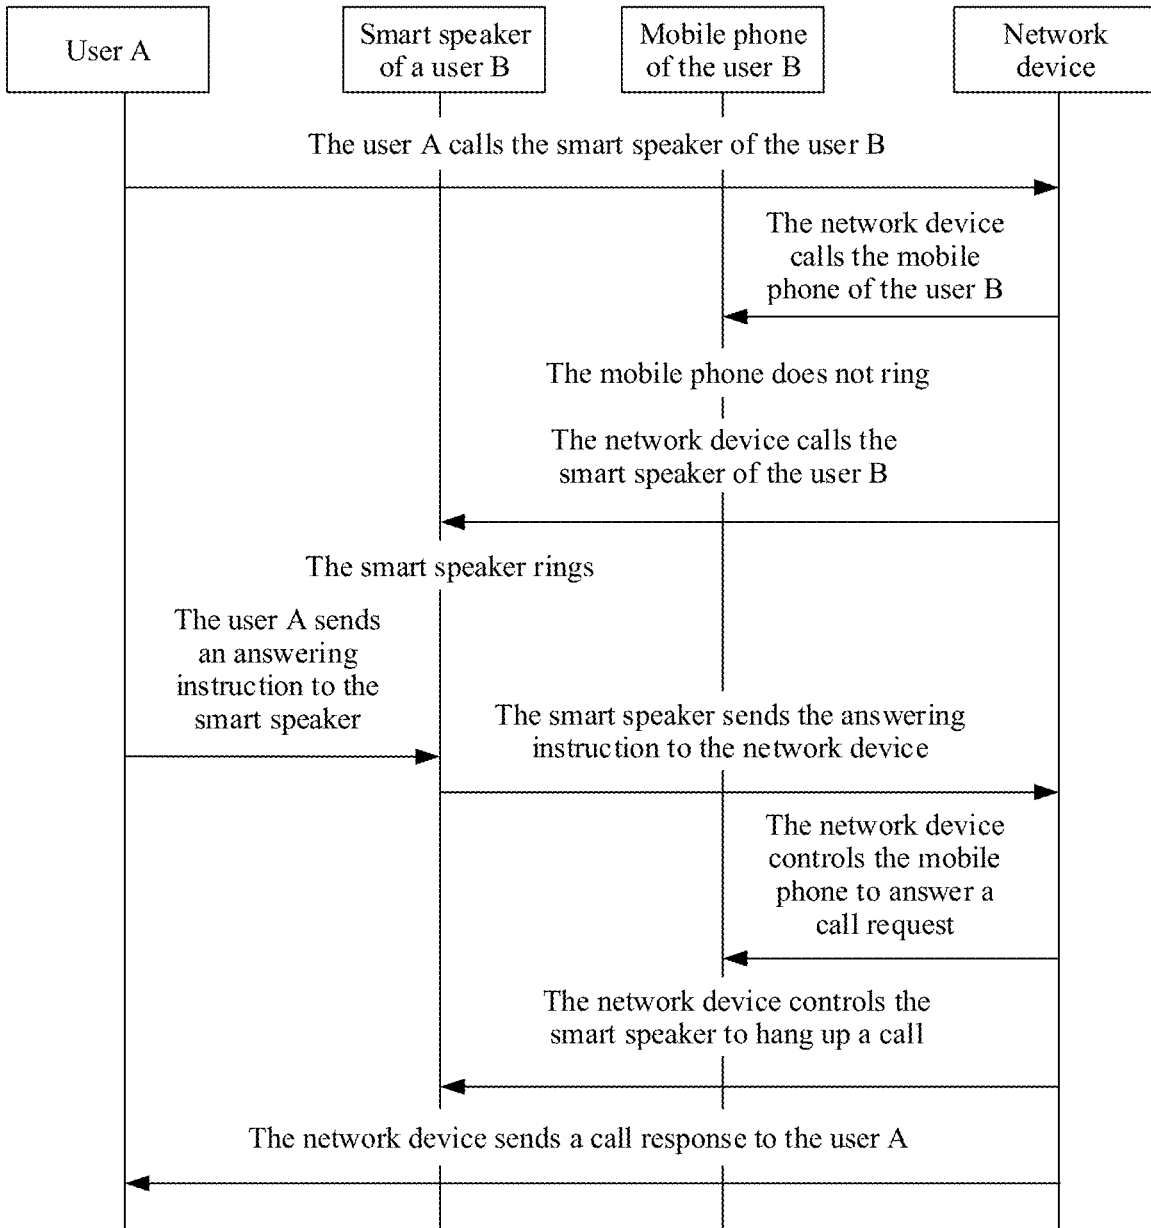 User A
Smart speaker
of a user B
Mobile phone
of the user B
Network
device
The user A calls the smart speaker of the user B
The network device
calls the mobile
phone of the user B
The mobile phone does not ring
The network device calls the
smart speaker of the user B
The smart speaker rings
The user A sends
an answering
instruction to the
smart speaker
The smart speaker sends the answering
instruction to the network device
The network device
controls the mobile
phone to answer a
call request
The network device controls the
smart speaker to hang up a call
The network device sends a call response to the user A